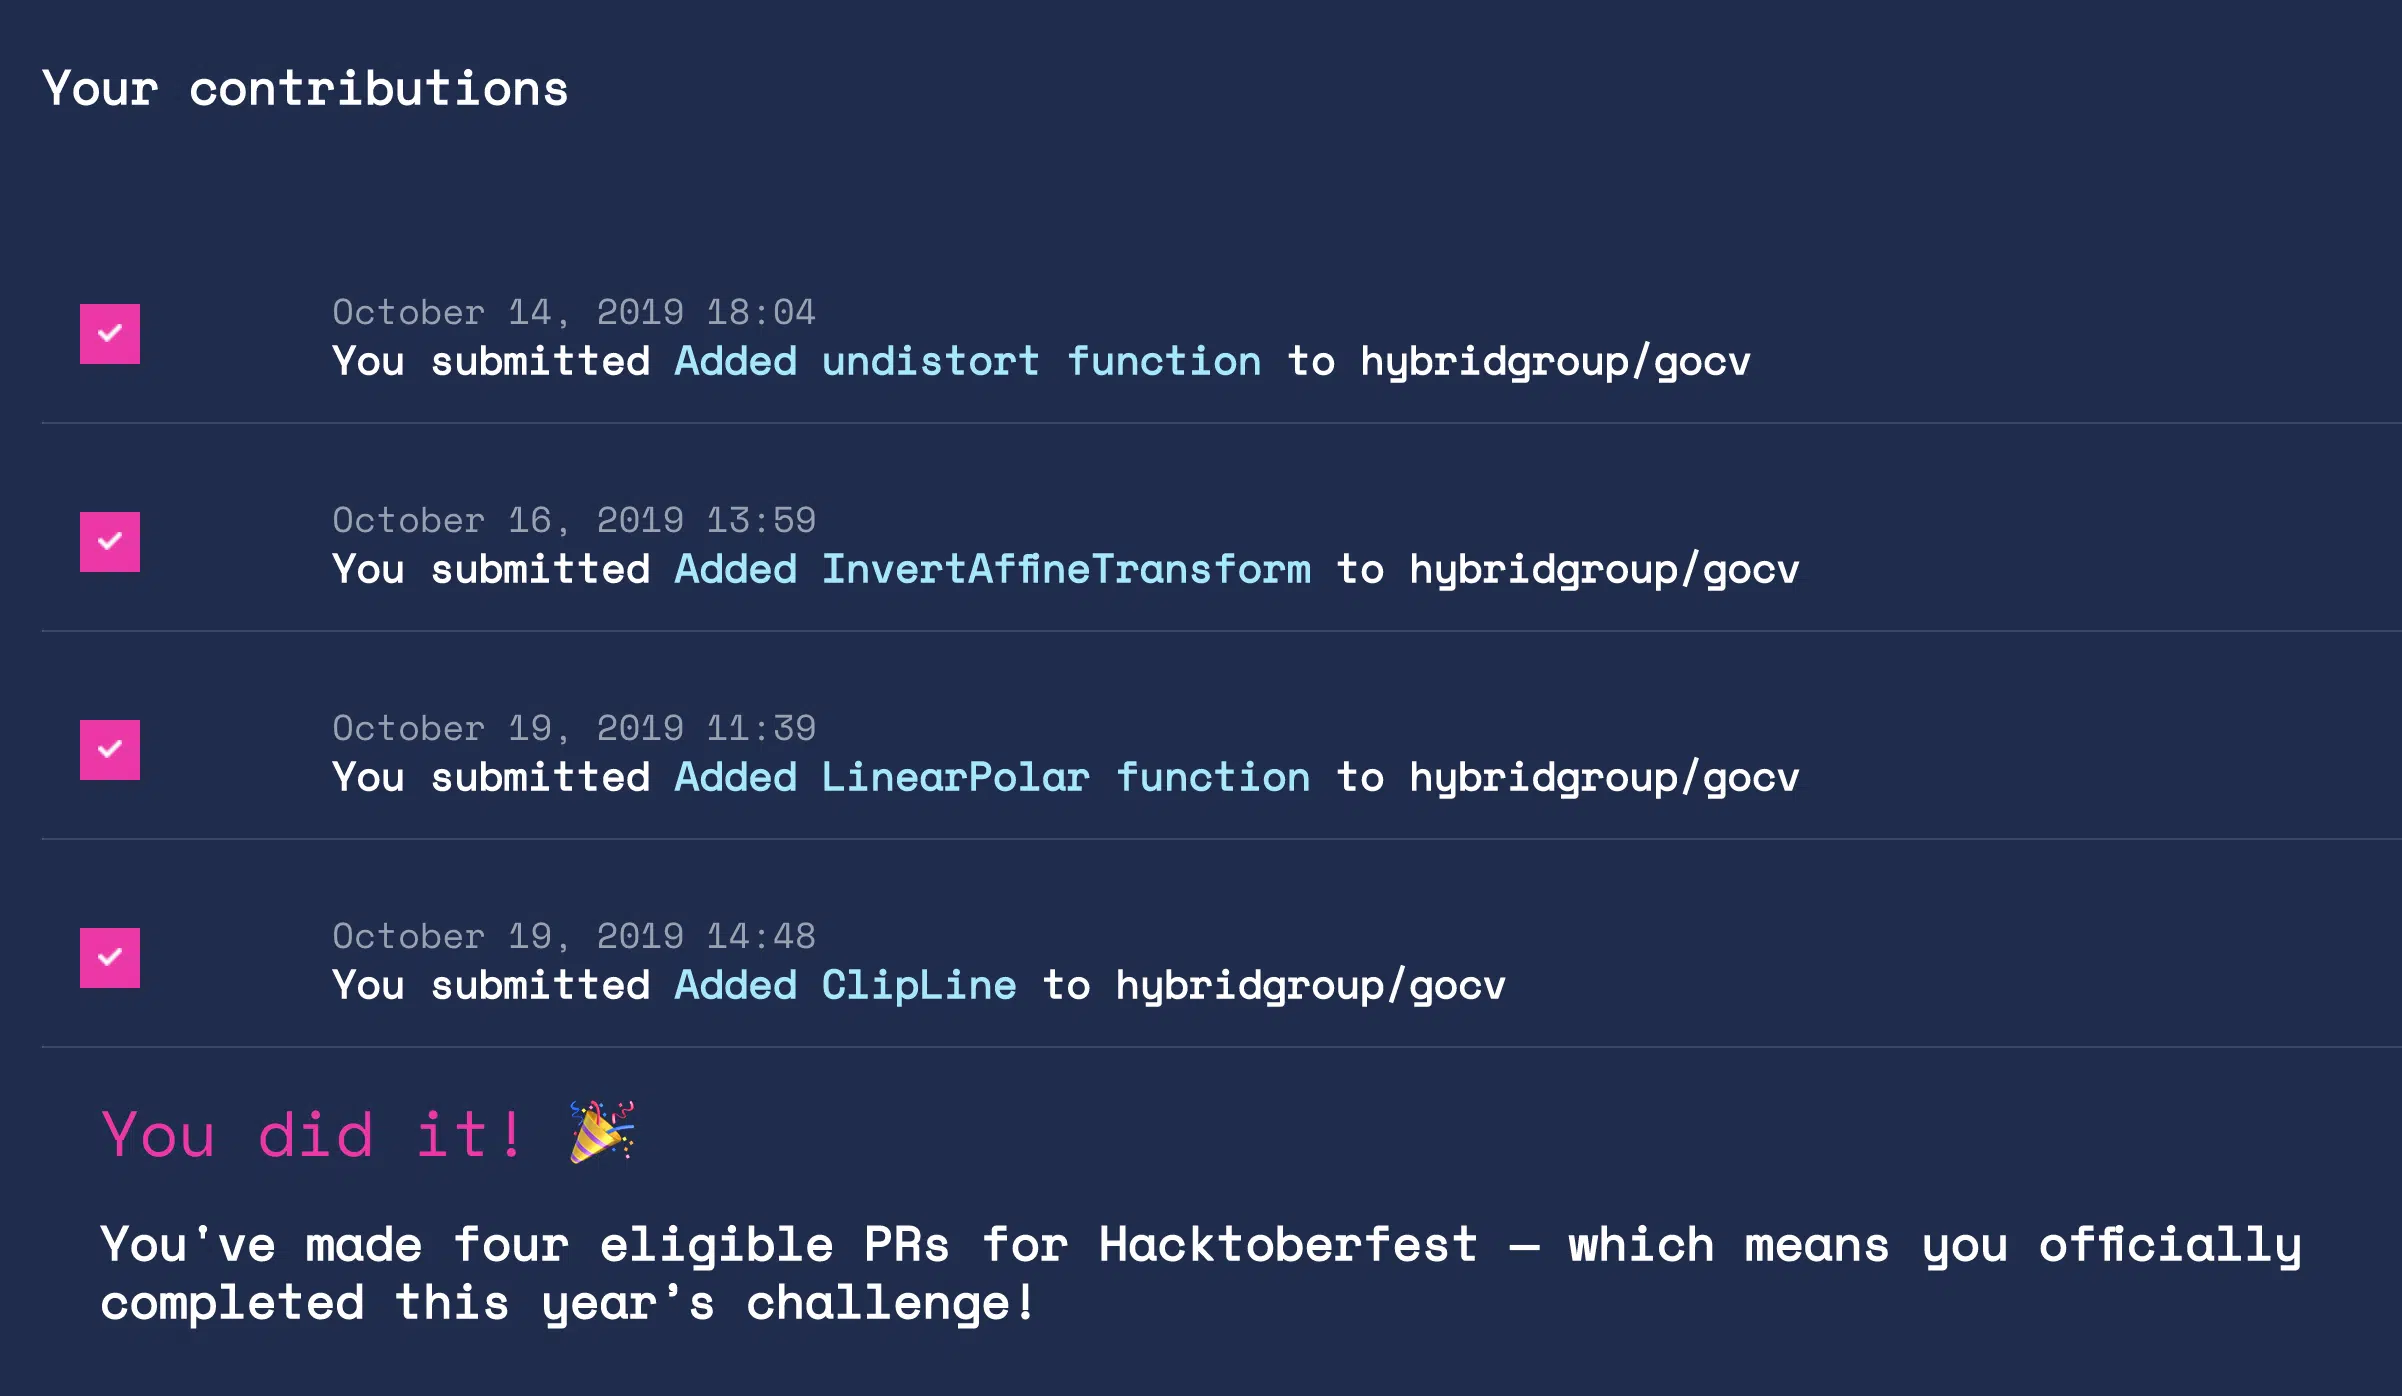 Your contributions
October 14, 2019 18:04
You submitted Added undistort function to hybridgroup/gocv
October 16, 2019 13:59
You submitted Added InvertAffineTransform to hybridgroup/gocv
October 19, 2019 11:39
You submitted Added LinearPolar function to hybridgroup/gocv
October 19, 2019 14:48
You submitted Added ClipLine to hybridgroup/gocv
You did it! 🎉
You've made four eligible PRs for Hacktoberfest — which means you officially
completed this year’s challenge!